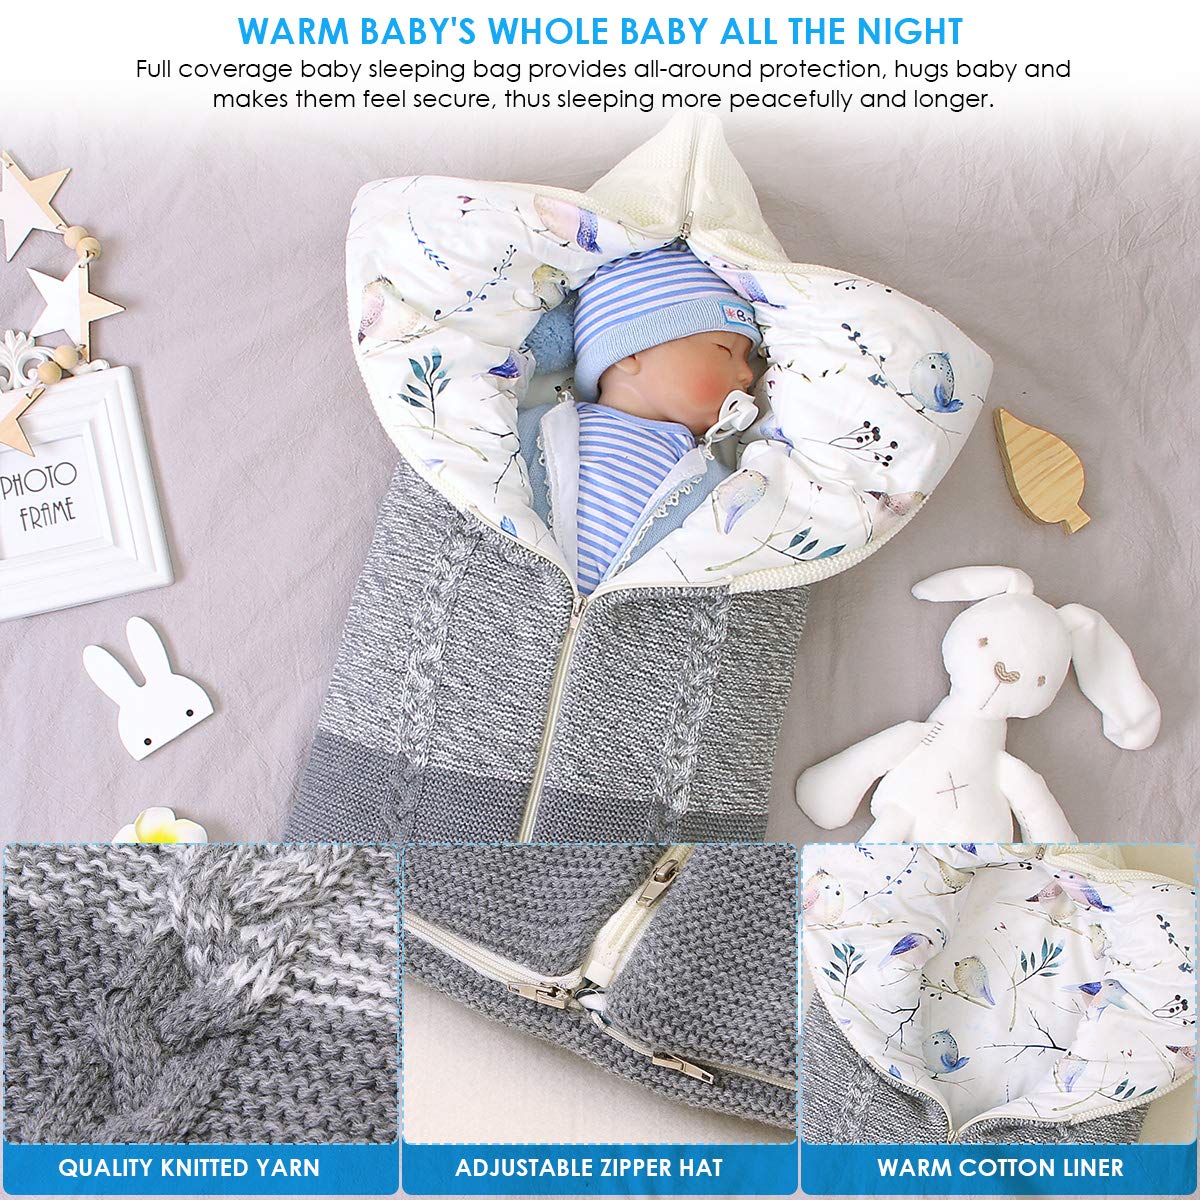 WARM BABY'S WHOLE BABY ALL THE NIGHT
Full coverage baby sleeping bag provides all-around protection, hugs baby and
makes them feel secure, thus sleeping more peacefully and longer.
PHOTO
FRAME
QUALITY KNITTED YARN
ADJUSTABLE ZIPPER HAT
WARM COTTON LINER